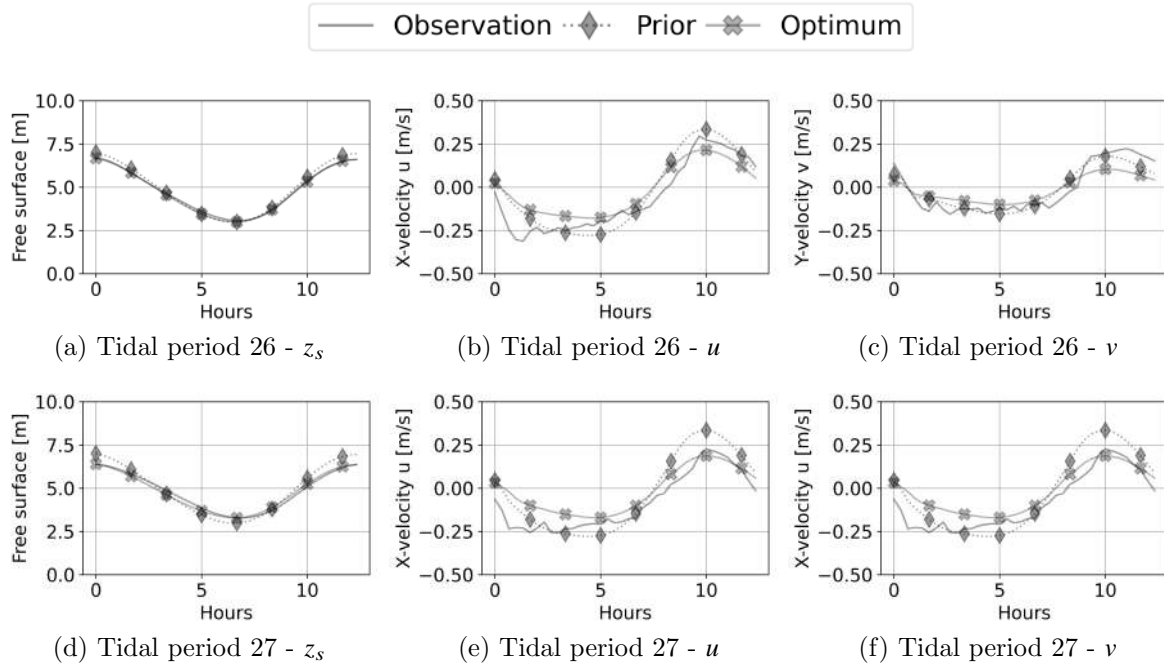 Observation Prior Optimum
Free surface [m]
10.0
7.5
5.0
2.5
0.0
0 5 10
Hours
(a) Tidal period 26 - z_s
X-velocity u [m/s]
0.50
0.25
0.00
−0.25
−0.50
0 5 10
Hours
(b) Tidal period 26 - u
Y-velocity v [m/s]
0.50
0.25
0.00
−0.25
−0.50
0 5 10
Hours
(c) Tidal period 26 - v
Free surface [m]
10.0
7.5
5.0
2.5
0.0
0 5 10
Hours
(d) Tidal period 27 - z_s
X-velocity u [m/s]
0.50
0.25
0.00
−0.25
−0.50
0 5 10
Hours
(e) Tidal period 27 - u
X-velocity u [m/s]
0.50
0.25
0.00
−0.25
−0.50
0 5 10
Hours
(f) Tidal period 27 - v